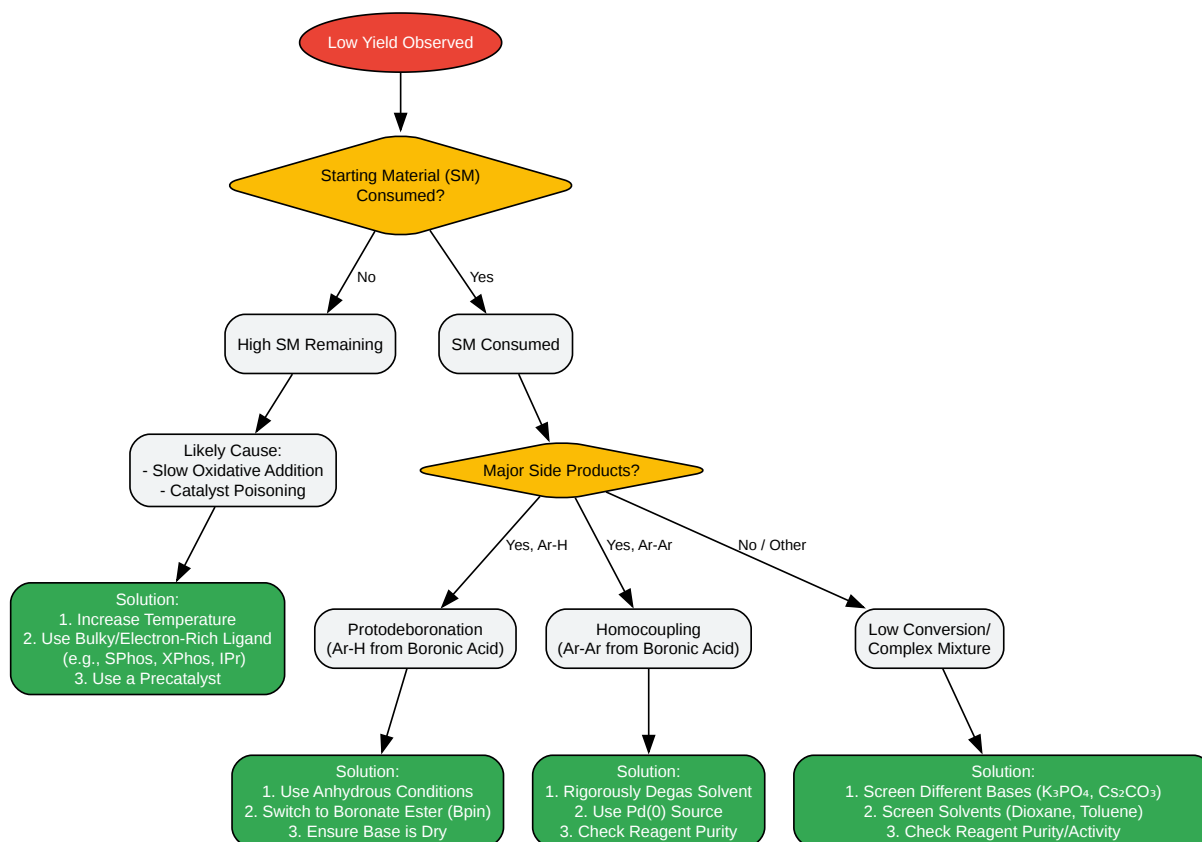 Low Yield Observed
Starting Material (SM)
Consumed?
No
Yes
High SM Remaining
SM Consumed
Likely Cause:
- Slow Oxidative Addition
- Catalyst Poisoning
Major Side Products?
Yes, Ar-H
Yes, Ar-Ar
No / Other
Solution:
1. Increase Temperature
2. Use Bulky/Electron-Rich Ligand
(e.g., SPhos, XPhos, IPr)
3. Use a Precatalyst
Protodeboronation
(Ar-H from Boronic Acid)
Homocoupling
(Ar-Ar from Boronic Acid)
Low Conversion/
Complex Mixture
Solution:
1. Use Anhydrous Conditions
2. Switch to Boronate Ester (Bpin)
3. Ensure Base is Dry
Solution:
1. Rigorously Degas Solvent
2. Use Pd(0) Source
3. Check Reagent Purity
Solution:
1. Screen Different Bases (K₃PO₄, Cs₂CO₃)
2. Screen Solvents (Dioxane, Toluene)
3. Check Reagent Purity/Activity